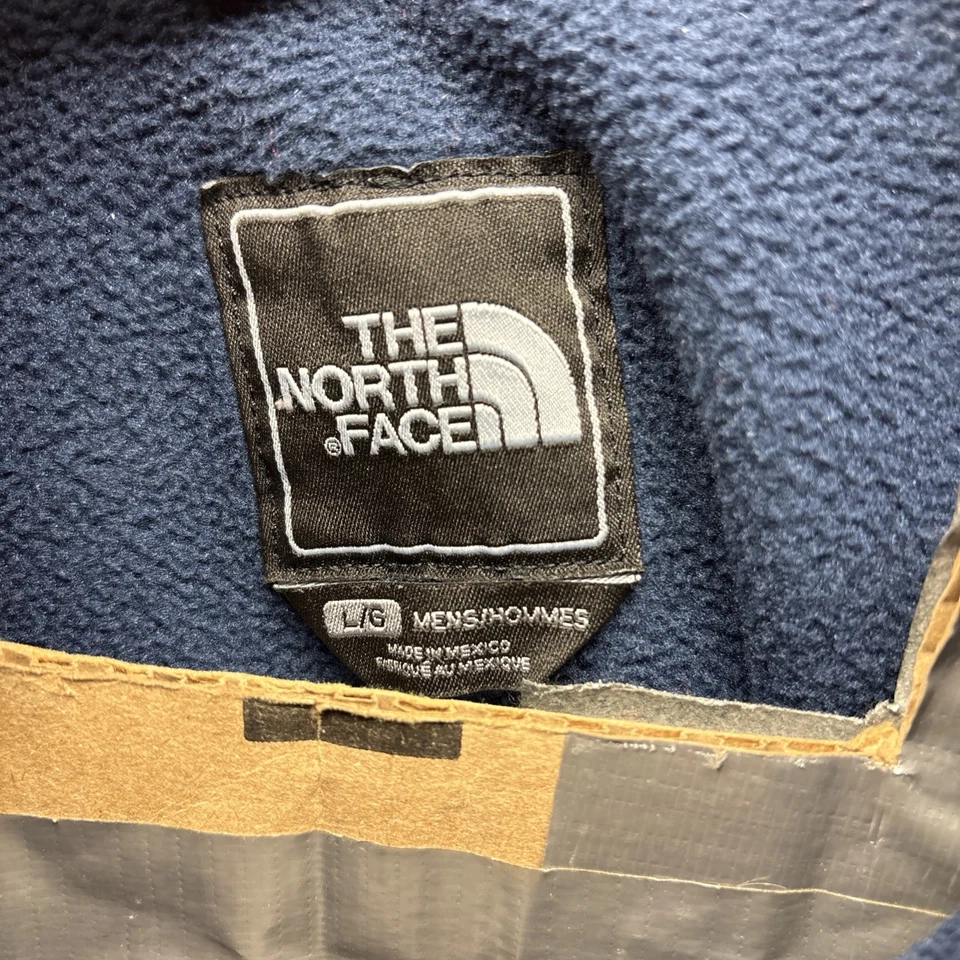 THE
NORTH
® FACE
L/G MENS/HOMMES
MADE IN MEXICO
FABRIQUÉ AU MEXIQUE